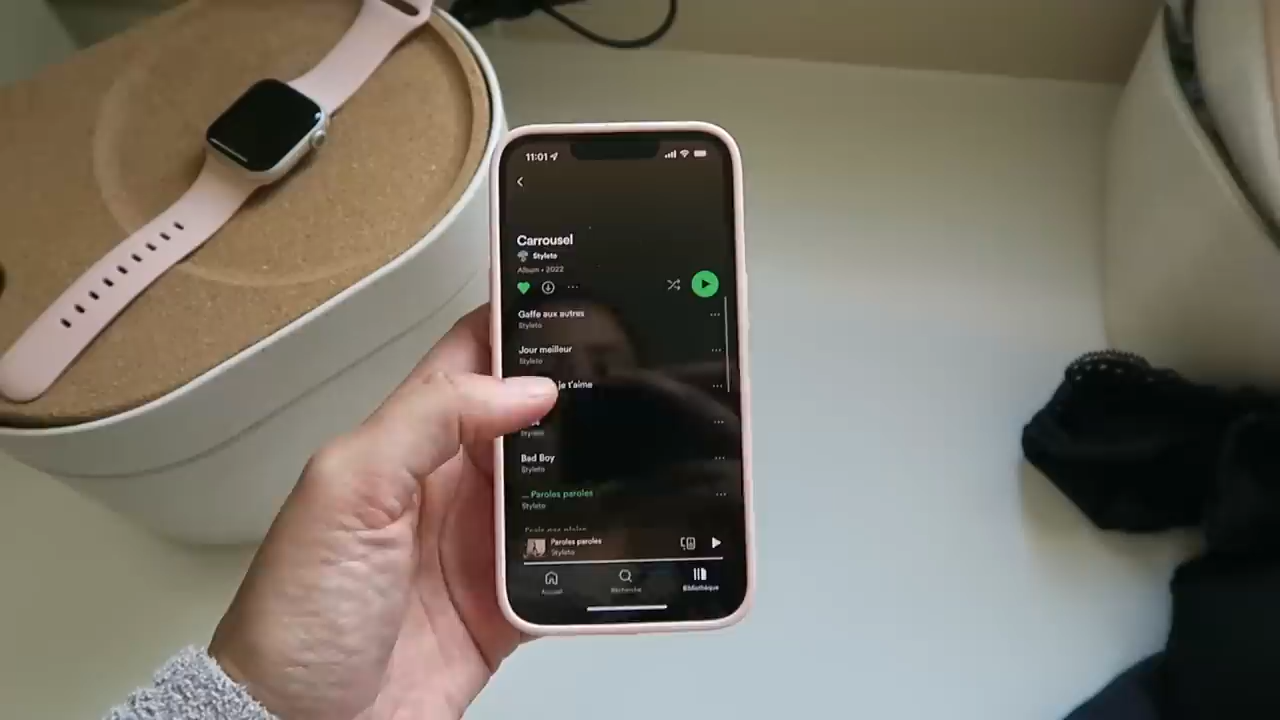 11:01
Carrousel
Styleto
Album • 2022
Gaffe aux autres
Styleto
Jour meilleur
Styleto
je t'aime
Styleto
Bad Boy
Styleto
Paroles paroles
Styleto
Paroles paroles
Styleto
Accueil
Recherche
Bibliothèque